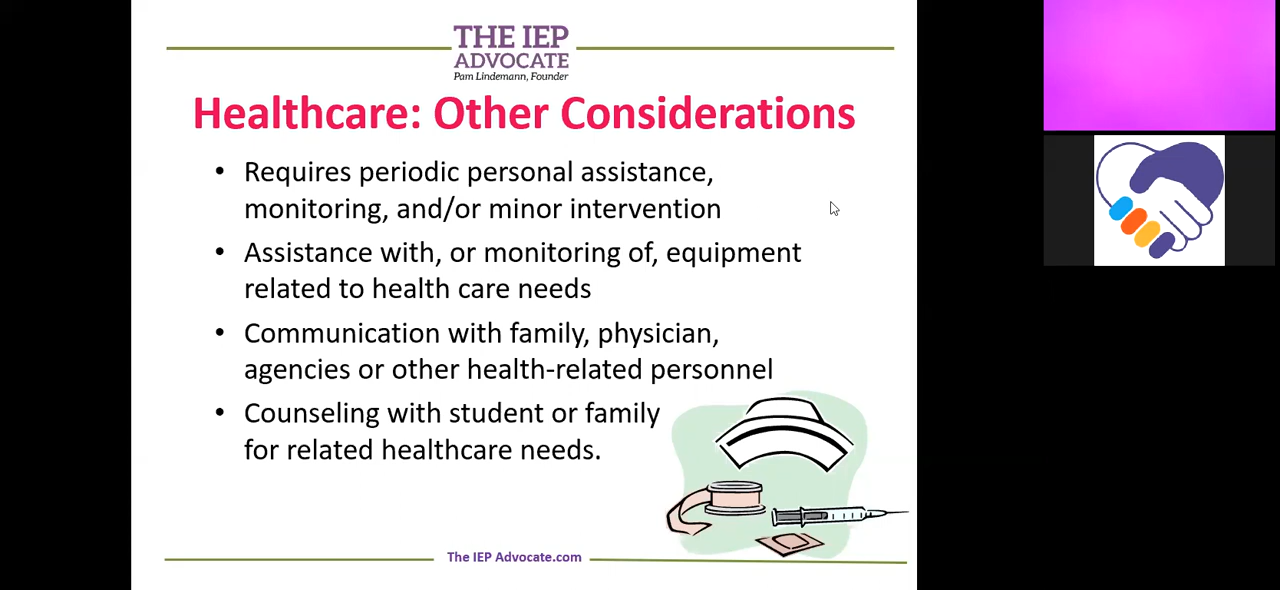 THE IEP
ADVOCATE
Pam Lindemann, Founder
Healthcare: Other Considerations
• Requires periodic personal assistance,
monitoring, and/or minor intervention
• Assistance with, or monitoring of, equipment
related to health care needs
• Communication with family, physician,
agencies or other health-related personnel
• Counseling with student or family
for related healthcare needs.
The IEP Advocate.com